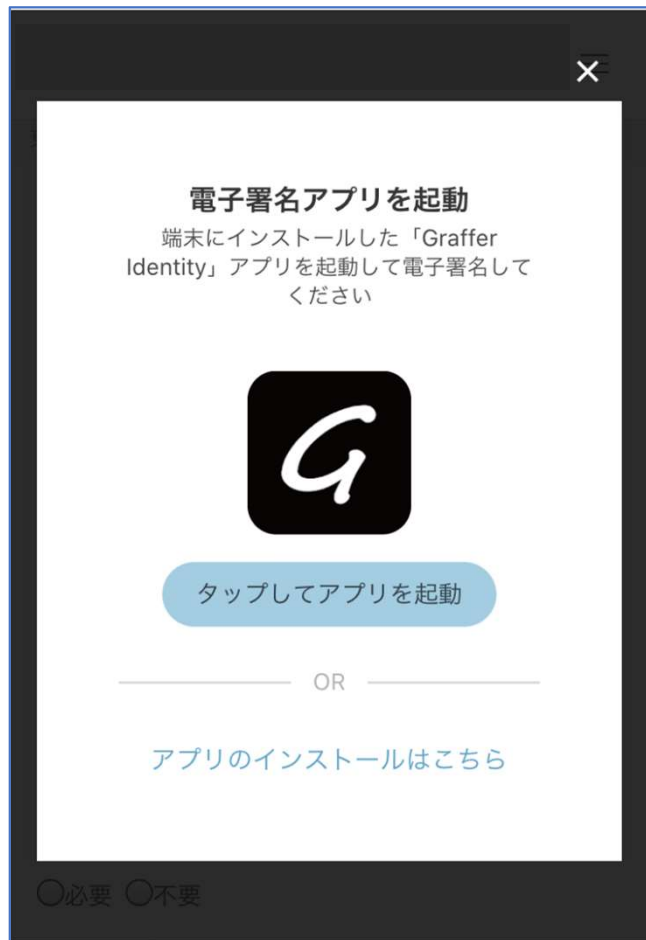 電子署名アプリを起動
端末にインストールした「Graffer
Identity」アプリを起動して電子署名して
ください
G
タップしてアプリを起動
OR
アプリのインストールはこちら
○必要 ○不要